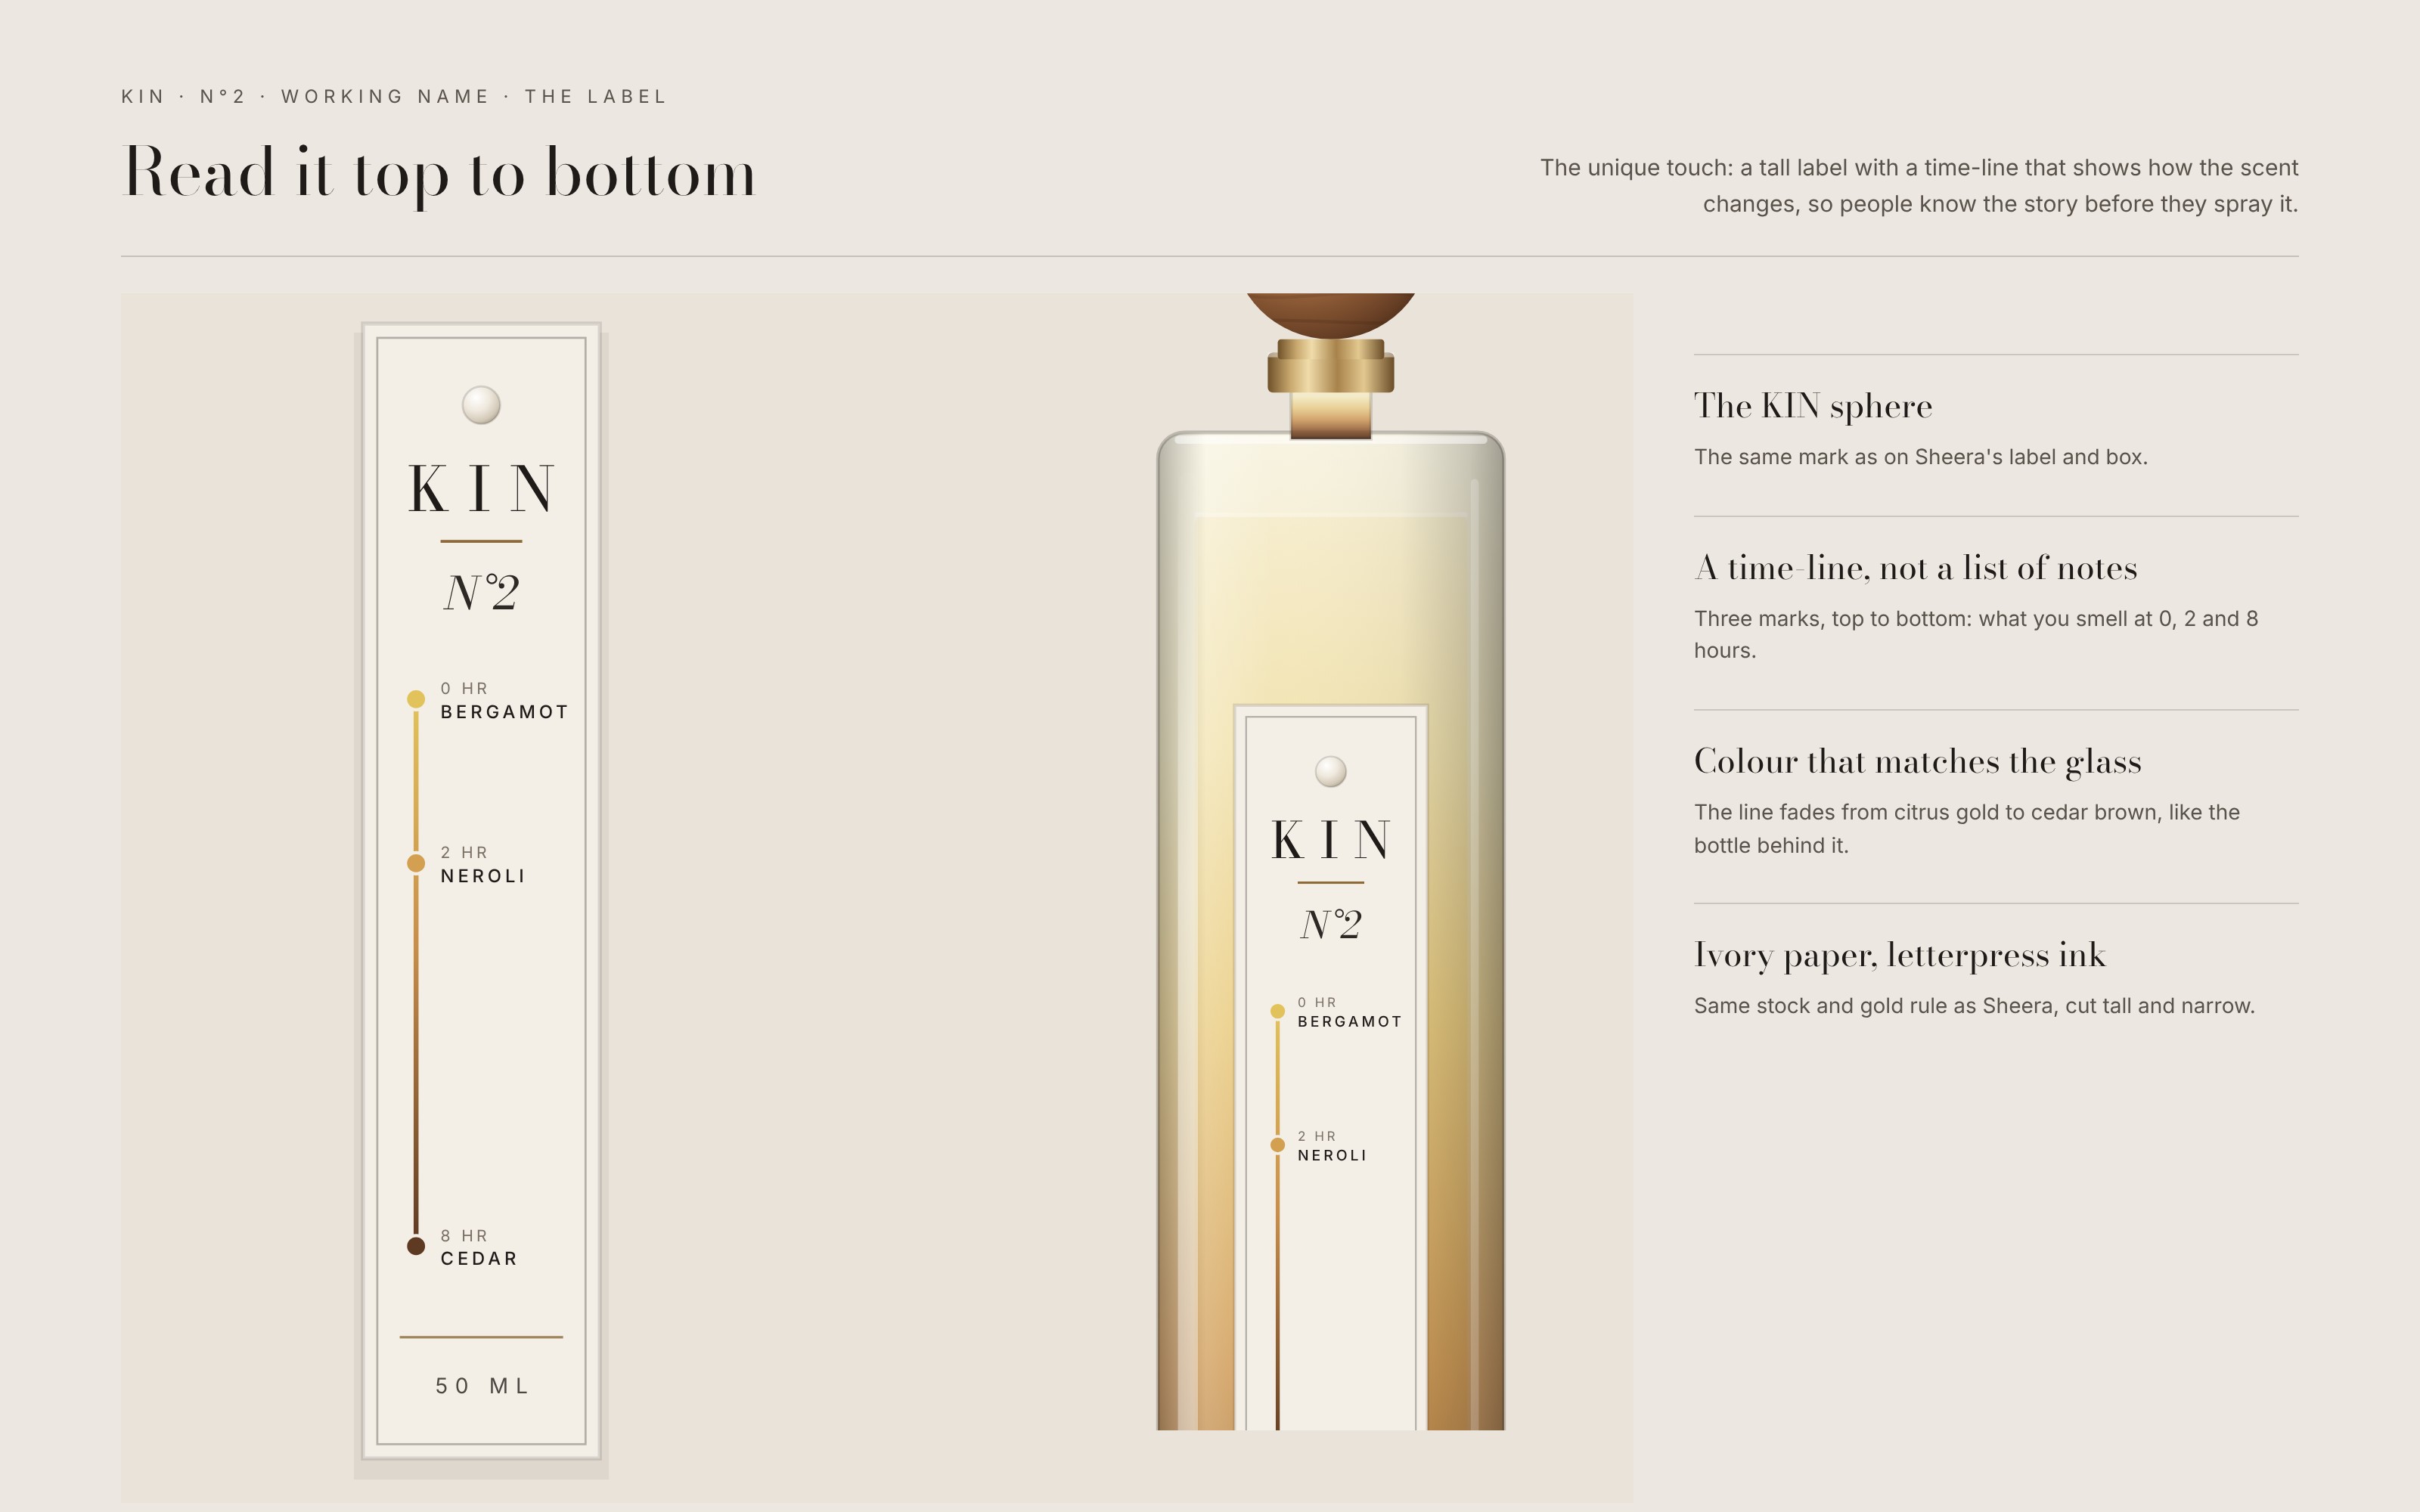 KIN · N°2 · WORKING NAME · THE LABEL
Read it top to bottom
The unique touch: a tall label with a time-line that shows how the scent
changes, so people know the story before they spray it.
KIN
N°2
0 HR
BERGAMOT
2 HR
NEROLI
8 HR
CEDAR
50 ML
KIN
N°2
0 HR
BERGAMOT
2 HR
NEROLI
The KIN sphere
The same mark as on Sheera's label and box.
A time-line, not a list of notes
Three marks, top to bottom: what you smell at 0, 2 and 8
hours.
Colour that matches the glass
The line fades from citrus gold to cedar brown, like the
bottle behind it.
Ivory paper, letterpress ink
Same stock and gold rule as Sheera, cut tall and narrow.